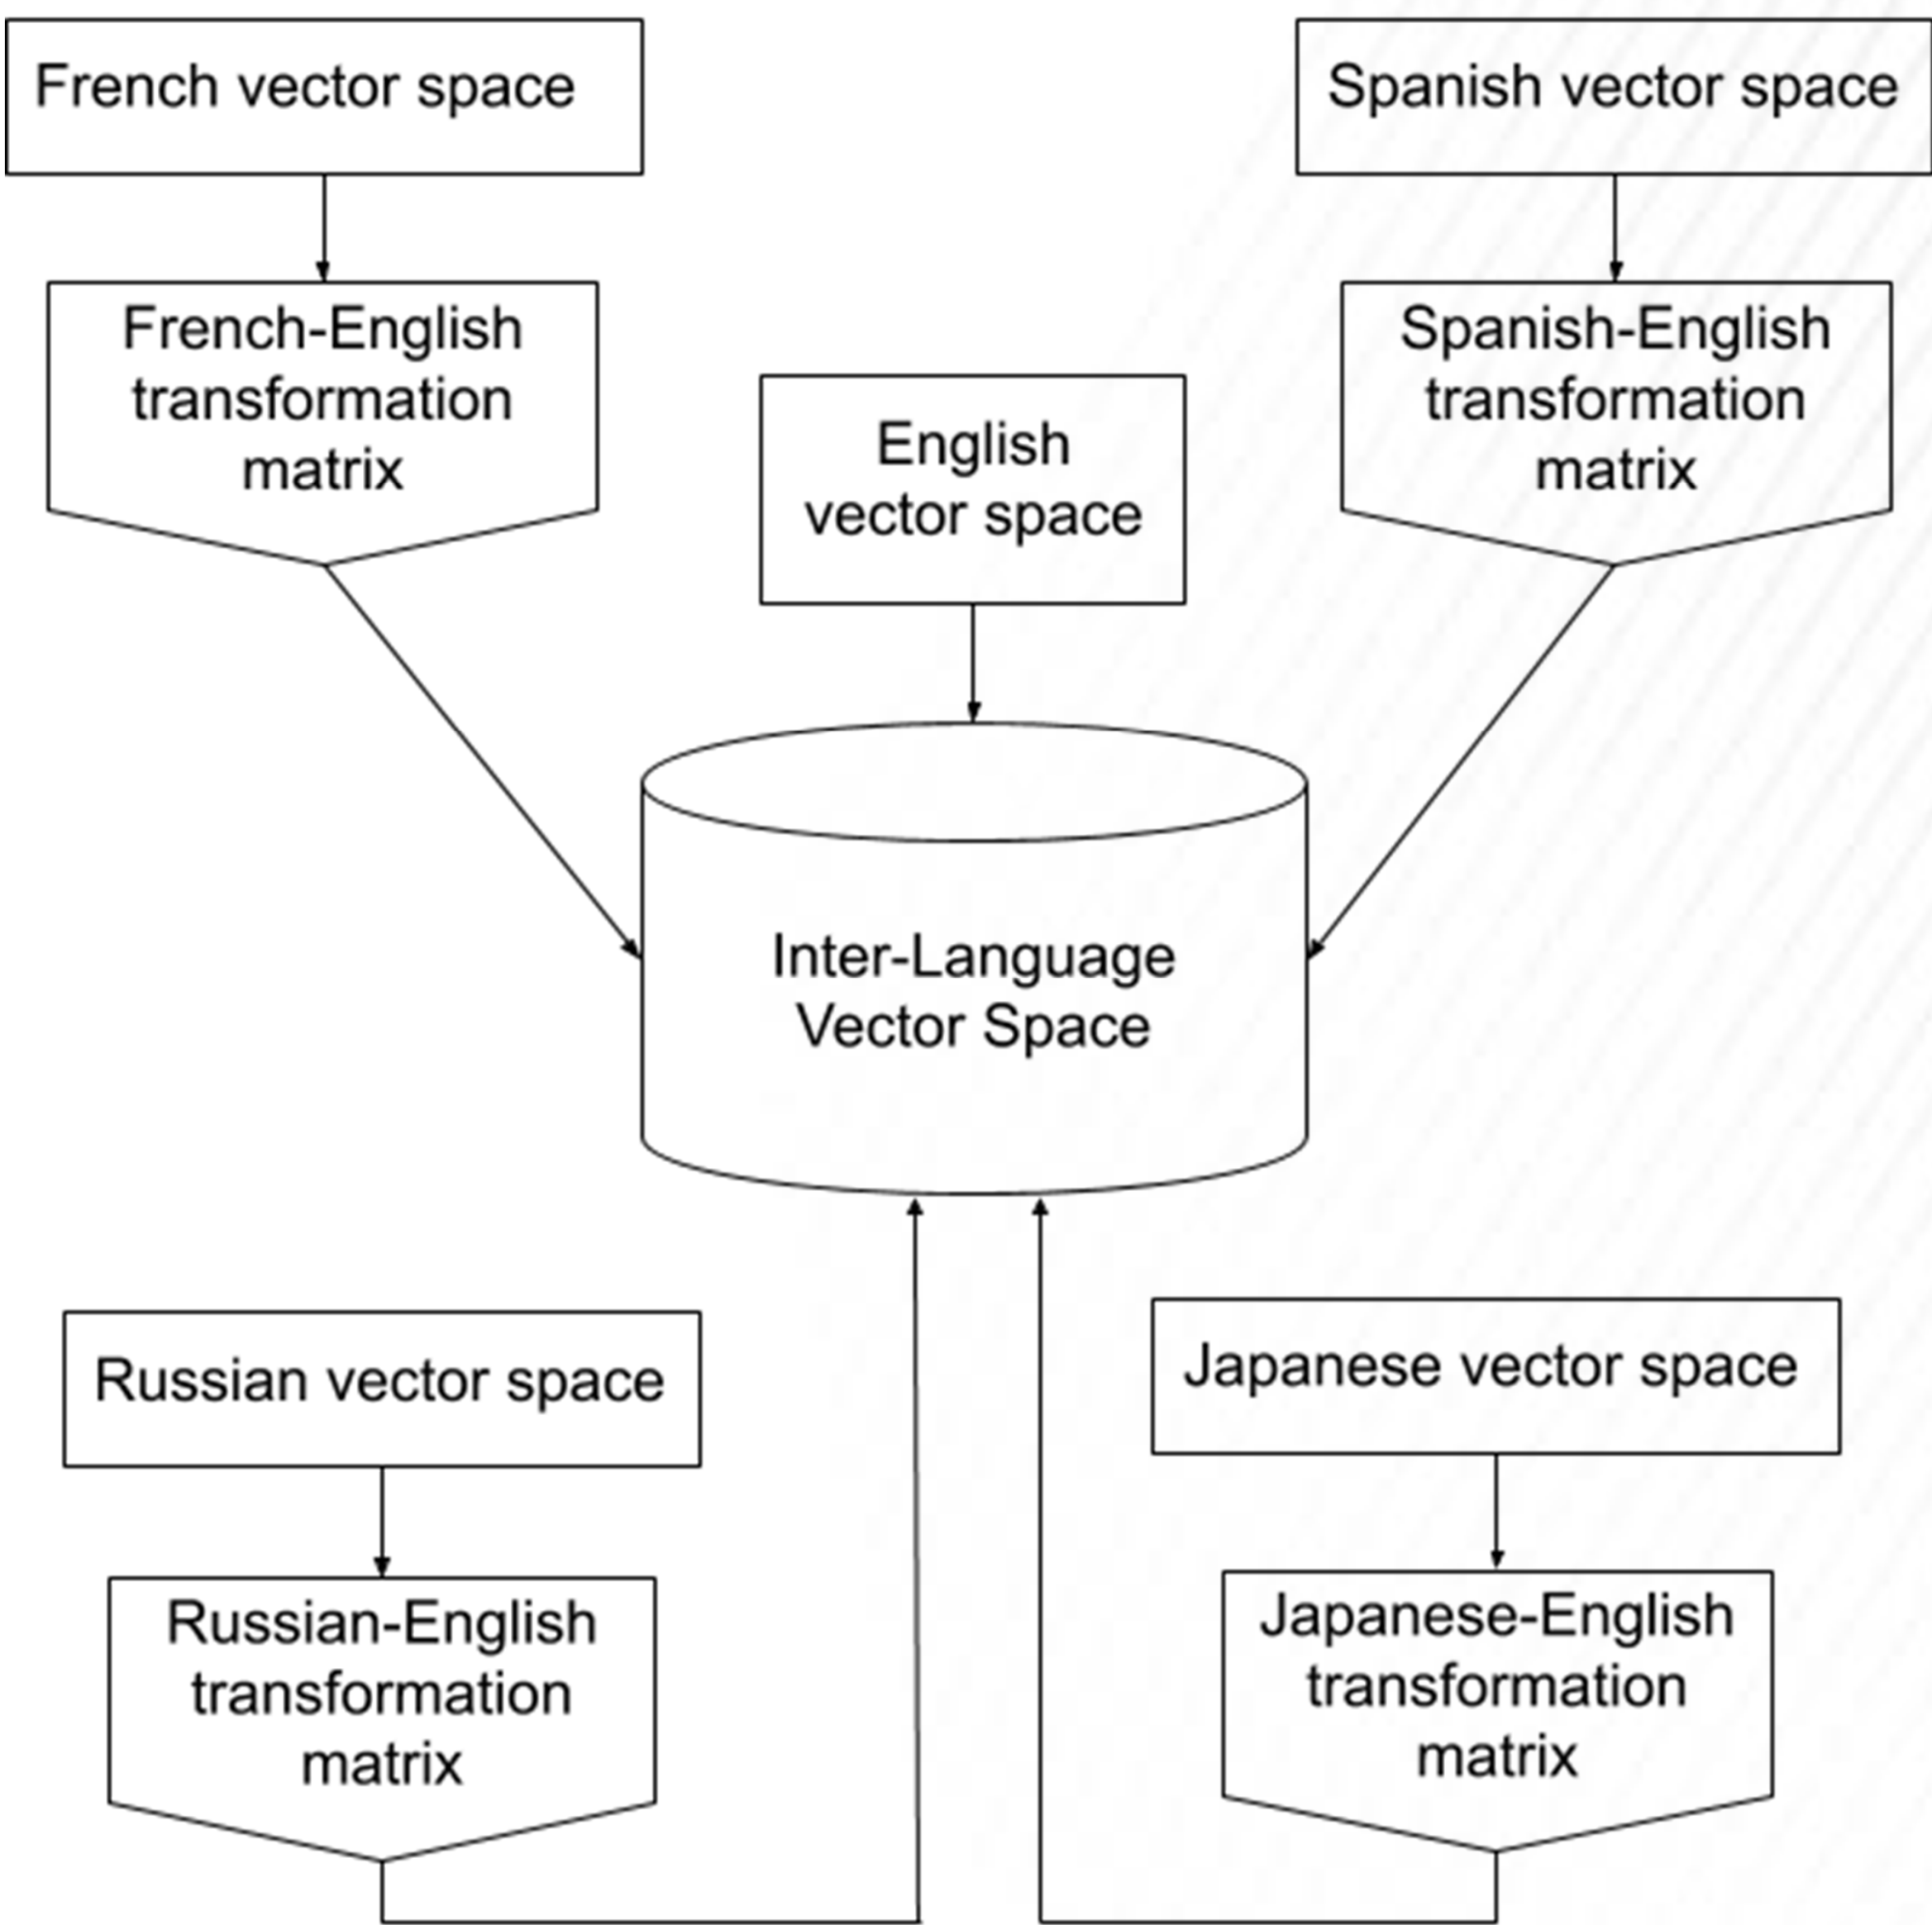 French vector space
Spanish vector space
French-English
transformation
matrix
Spanish-English
transformation
matrix
English
vector space
Inter-Language
Vector Space
Russian vector space
Japanese vector space
Russian-English
transformation
matrix
Japanese-English
transformation
matrix